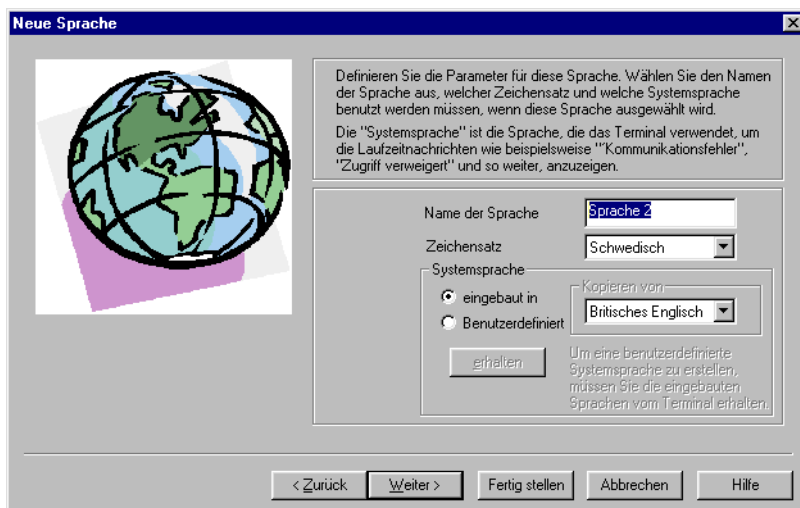 Neue Sprache
Definieren Sie die Parameter für diese Sprache. Wählen Sie den Namen
der Sprache aus, welcher Zeichensatz und welche Systemsprache
benutzt werden müssen, wenn diese Sprache ausgewählt wird.
Die "Systemsprache" ist die Sprache, die das Terminal verwendet, um
die Laufzeitnachrichten wie beispielsweise "'Kommunikationsfehler",
"Zugriff verweigert" und so weiter, anzuzeigen.
Name der Sprache
Sprache 2
Zeichensatz
Schwedisch
Systemsprache
eingebaut in
Benutzerdefiniert
Kopieren von
Britisches Englisch
erhalten
Um eine benutzerdefinierte
Systemsprache zu erstellen,
müssen Sie die eingebauten
Sprachen vom Terminal erhalten.
< Zurück
Weiter >
Fertig stellen
Abbrechen
Hilfe